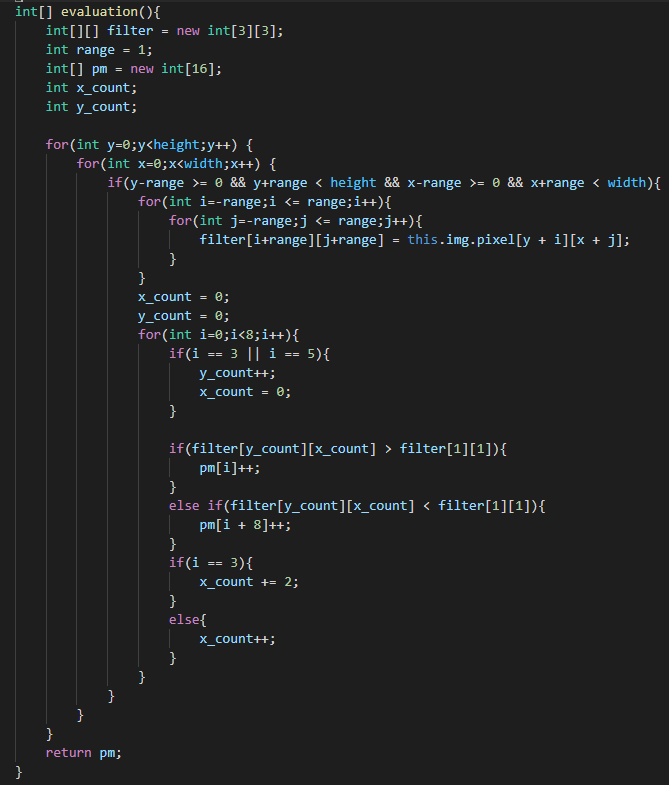 int[] evaluation(){
    int[][] filter = new int[3][3];
    int range = 1;
    int[] pm = new int[16];
    int x_count;
    int y_count;

    for(int y=0;y<height;y++) {
        for(int x=0;x<width;x++) {
            if(y-range >= 0 && y+range < height && x-range >= 0 && x+range < width){
                for(int i=-range;i <= range;i++){
                    for(int j=-range;j <= range;j++){
                        filter[i+range][j+range] = this.img.pixel[y + i][x + j];
                    }
                }
                x_count = 0;
                y_count = 0;
                for(int i=0;i<8;i++){
                    if(i == 3 || i == 5){
                        y_count++;
                        x_count = 0;
                    }

                    if(filter[y_count][x_count] > filter[1][1]){
                        pm[i]++;
                    }
                    else if(filter[y_count][x_count] < filter[1][1]){
                        pm[i + 8]++;
                    }
                    if(i == 3){
                        x_count += 2;
                    }
                    else{
                        x_count++;
                    }
                }
            }
        }
    }
    return pm;
}